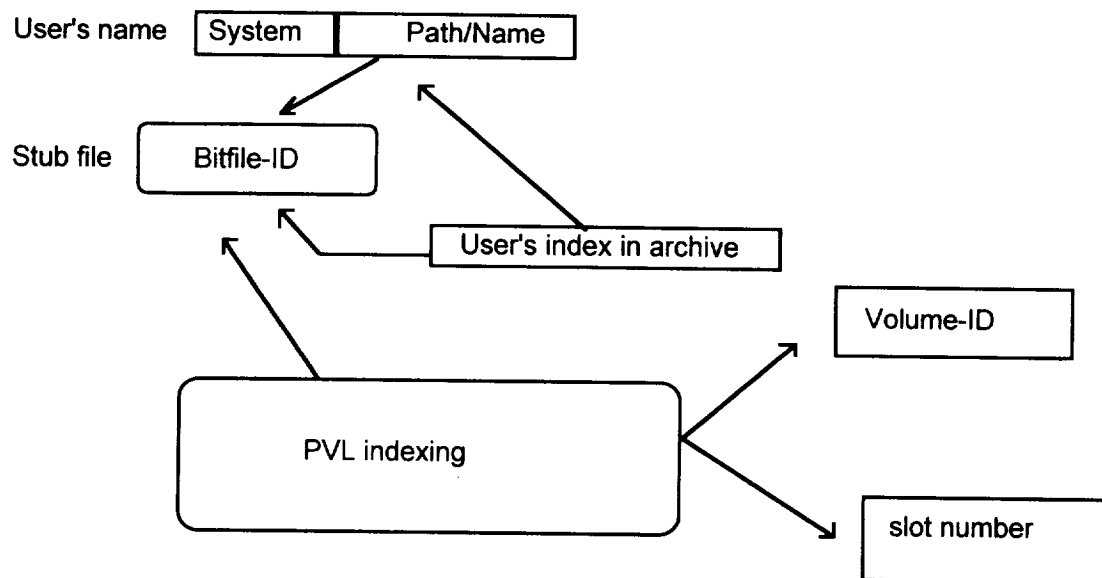 User's name System Path/Name
Stub file Bitfile-ID
User's index in archive
Volume-ID
PVL indexing
slot number